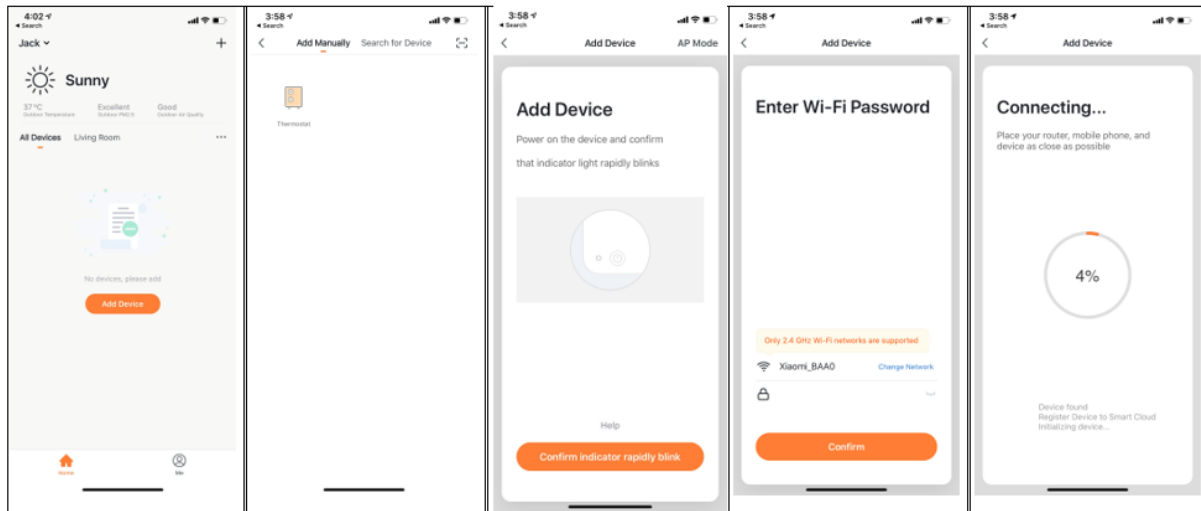 4:02
◂ Search
Jack
+
Sunny
37 °C
Outdoor Temperature
Excellent
Outdoor PM2.5
Good
Outdoor Air Quality
All Devices
Living Room
...
No devices, please add
Add Device
Home
Me
3:58
◂ Search
Add Manually
Search for Device
Thermostat
3:58
◂ Search
Add Device
AP Mode
Add Device
Power on the device and confirm
that indicator light rapidly blinks
Help
Confirm indicator rapidly blink
3:58
◂ Search
Add Device
Enter Wi-Fi Password
Only 2.4 GHz Wi-Fi networks are supported
Xiaomi_BAA0
Change Network
Confirm
3:58
◂ Search
Add Device
Connecting...
Place your router, mobile phone, and
device as close as possible
4%
Device found
Register Device to Smart Cloud
Initializing device...